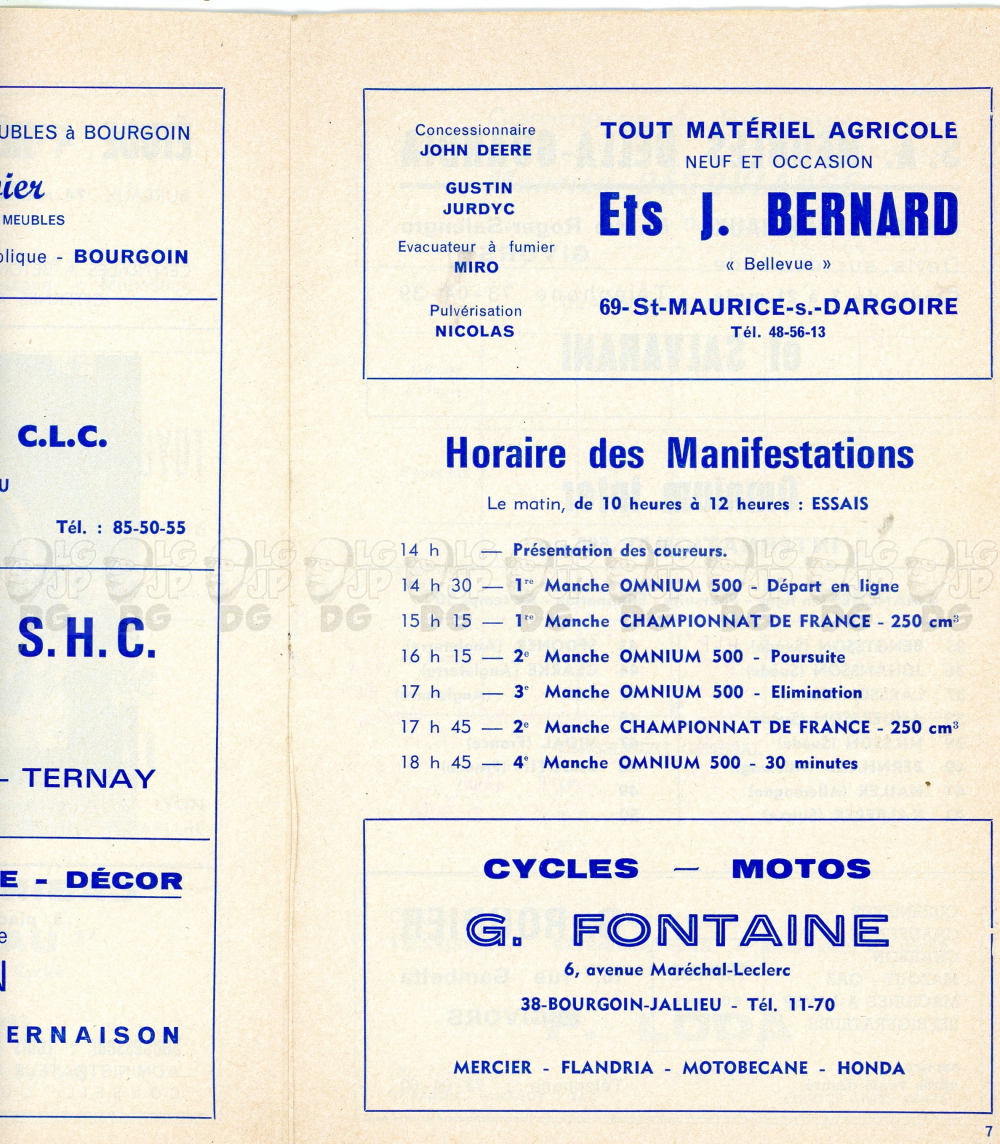 UBLES à BOURGOIN
ier
MEUBLES
blique - BOURGOIN
C.L.C.
U
Tél. : 85-50-55
S.H.C.
– TERNAY
E - DÉCOR
e
N
ERNAISON
Concessionnaire
JOHN DEERE
GUSTIN
JURDYC
Evacuateur à fumier
MIRO
Pulvérisation
NICOLAS
TOUT MATÉRIEL AGRICOLE
NEUF ET OCCASION
Ets J. BERNARD
« Bellevue »
69-St-MAURICE-s.-DARGOIRE
Tél. 48-56-13
Horaire des Manifestations
Le matin, de 10 heures à 12 heures : ESSAIS
14 h — Présentation des coureurs.
14 h 30 — 1re Manche OMNIUM 500 - Départ en ligne
15 h 15 — 1re Manche CHAMPIONNAT DE FRANCE - 250 cm³
16 h 15 — 2e Manche OMNIUM 500 - Poursuite
17 h — 3e Manche OMNIUM 500 - Elimination
17 h 45 — 2e Manche CHAMPIONNAT DE FRANCE - 250 cm³
18 h 45 — 4e Manche OMNIUM 500 - 30 minutes
CYCLES — MOTOS
G. FONTAINE
6, avenue Maréchal-Leclerc
38-BOURGOIN-JALLIEU - Tél. 11-70
MERCIER - FLANDRIA - MOTOBECANE - HONDA
7